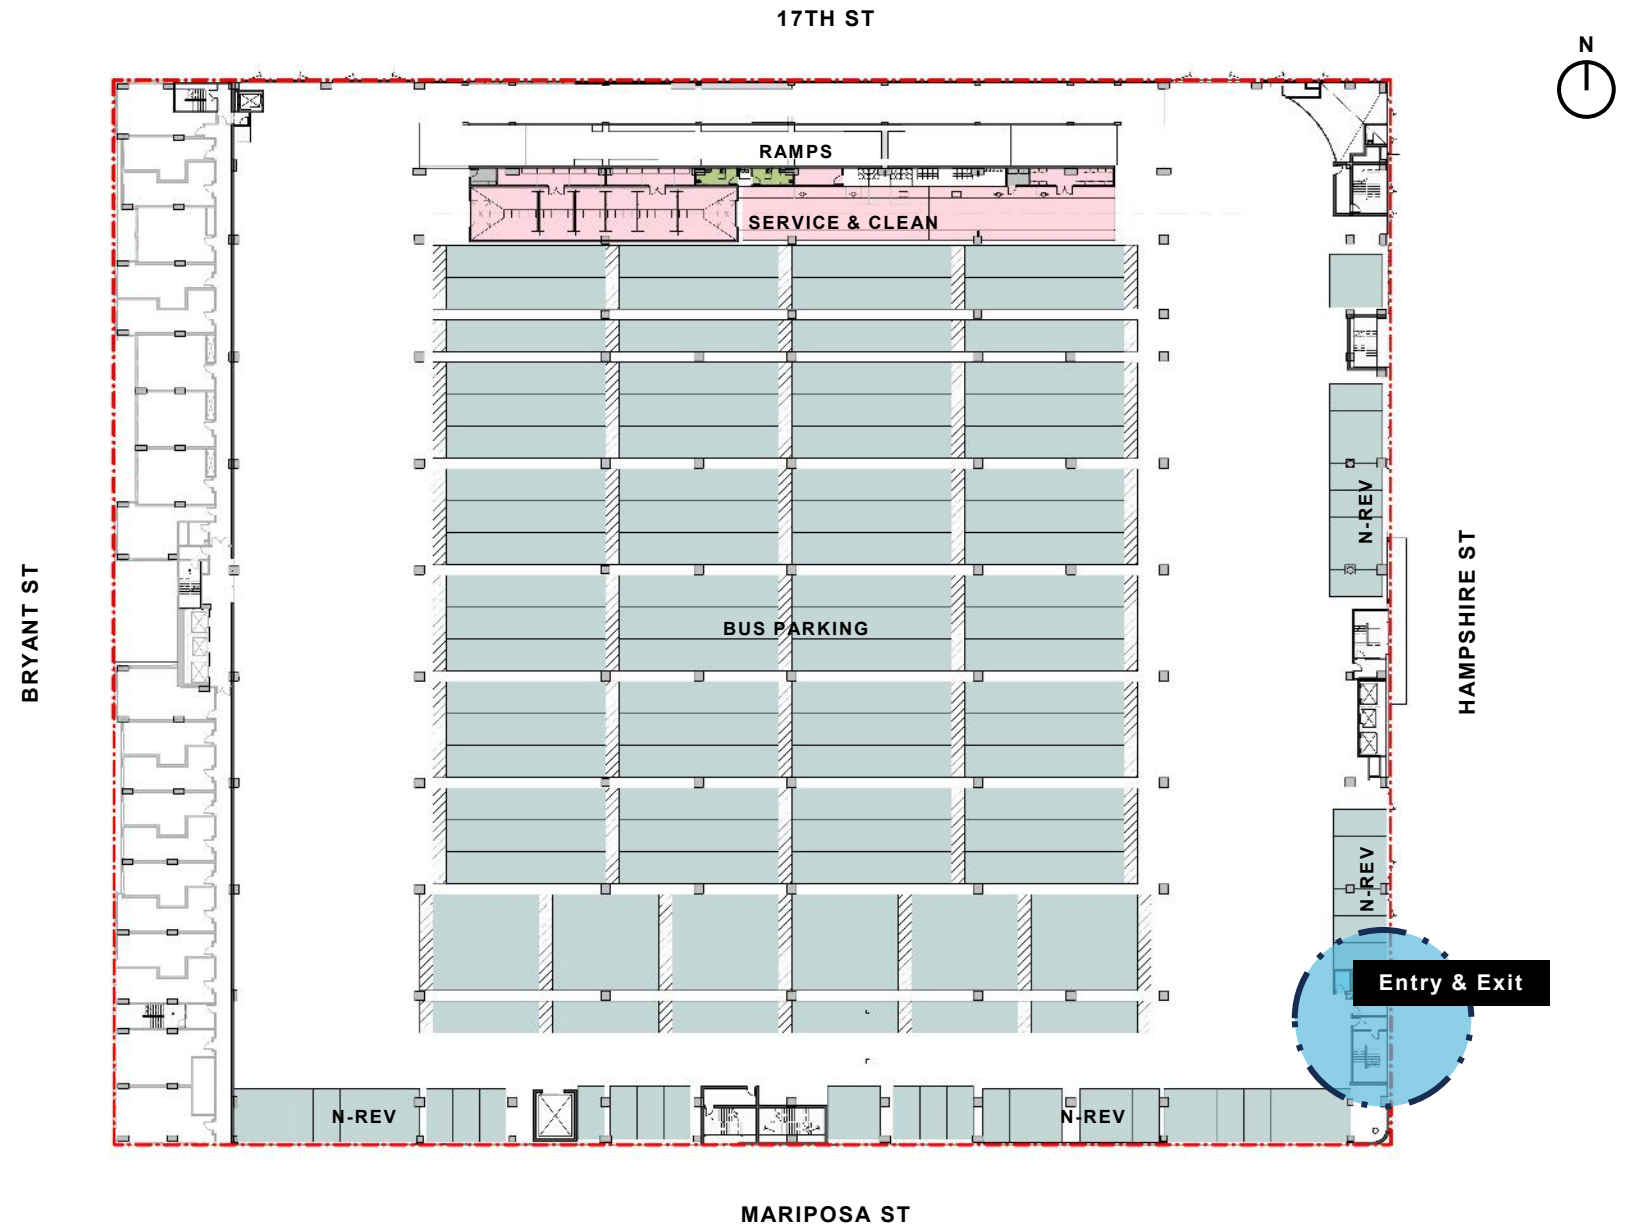 17TH ST
N
RAMPS
SERVICE & CLEAN
N-REV
BRYANT ST
HAMPSHIRE ST
BUS PARKING
N-REV
Entry & Exit
N-REV
N-REV
MARIPOSA ST